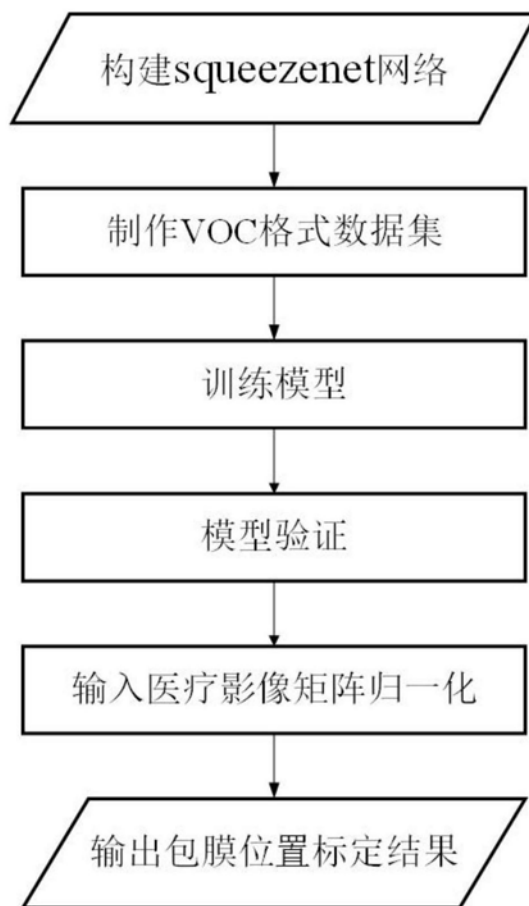 构建squeezenet网络
制作VOC格式数据集
训练模型
模型验证
输入医疗影像矩阵归一化
输出包膜位置标定结果